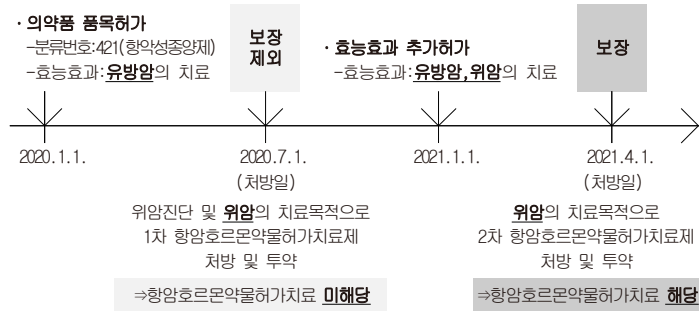 · 의약품 품목허가
-분류번호:421(항악성종양제)
-효능효과:유방암의 치료
보장
제외
· 효능효과 추가허가
-효능효과:유방암,위암의 치료
보장
2020.1.1.
2020.7.1.
(처방일)
2021.1.1.
2021.4.1.
(처방일)
위암진단 및 위암의 치료목적으로
1차 항암호르몬약물허가치료제
처방 및 투약
⇒항암호르몬약물허가치료 미해당
위암의 치료목적으로
2차 항암호르몬약물허가치료제
처방 및 투약
⇒항암호르몬약물허가치료 해당